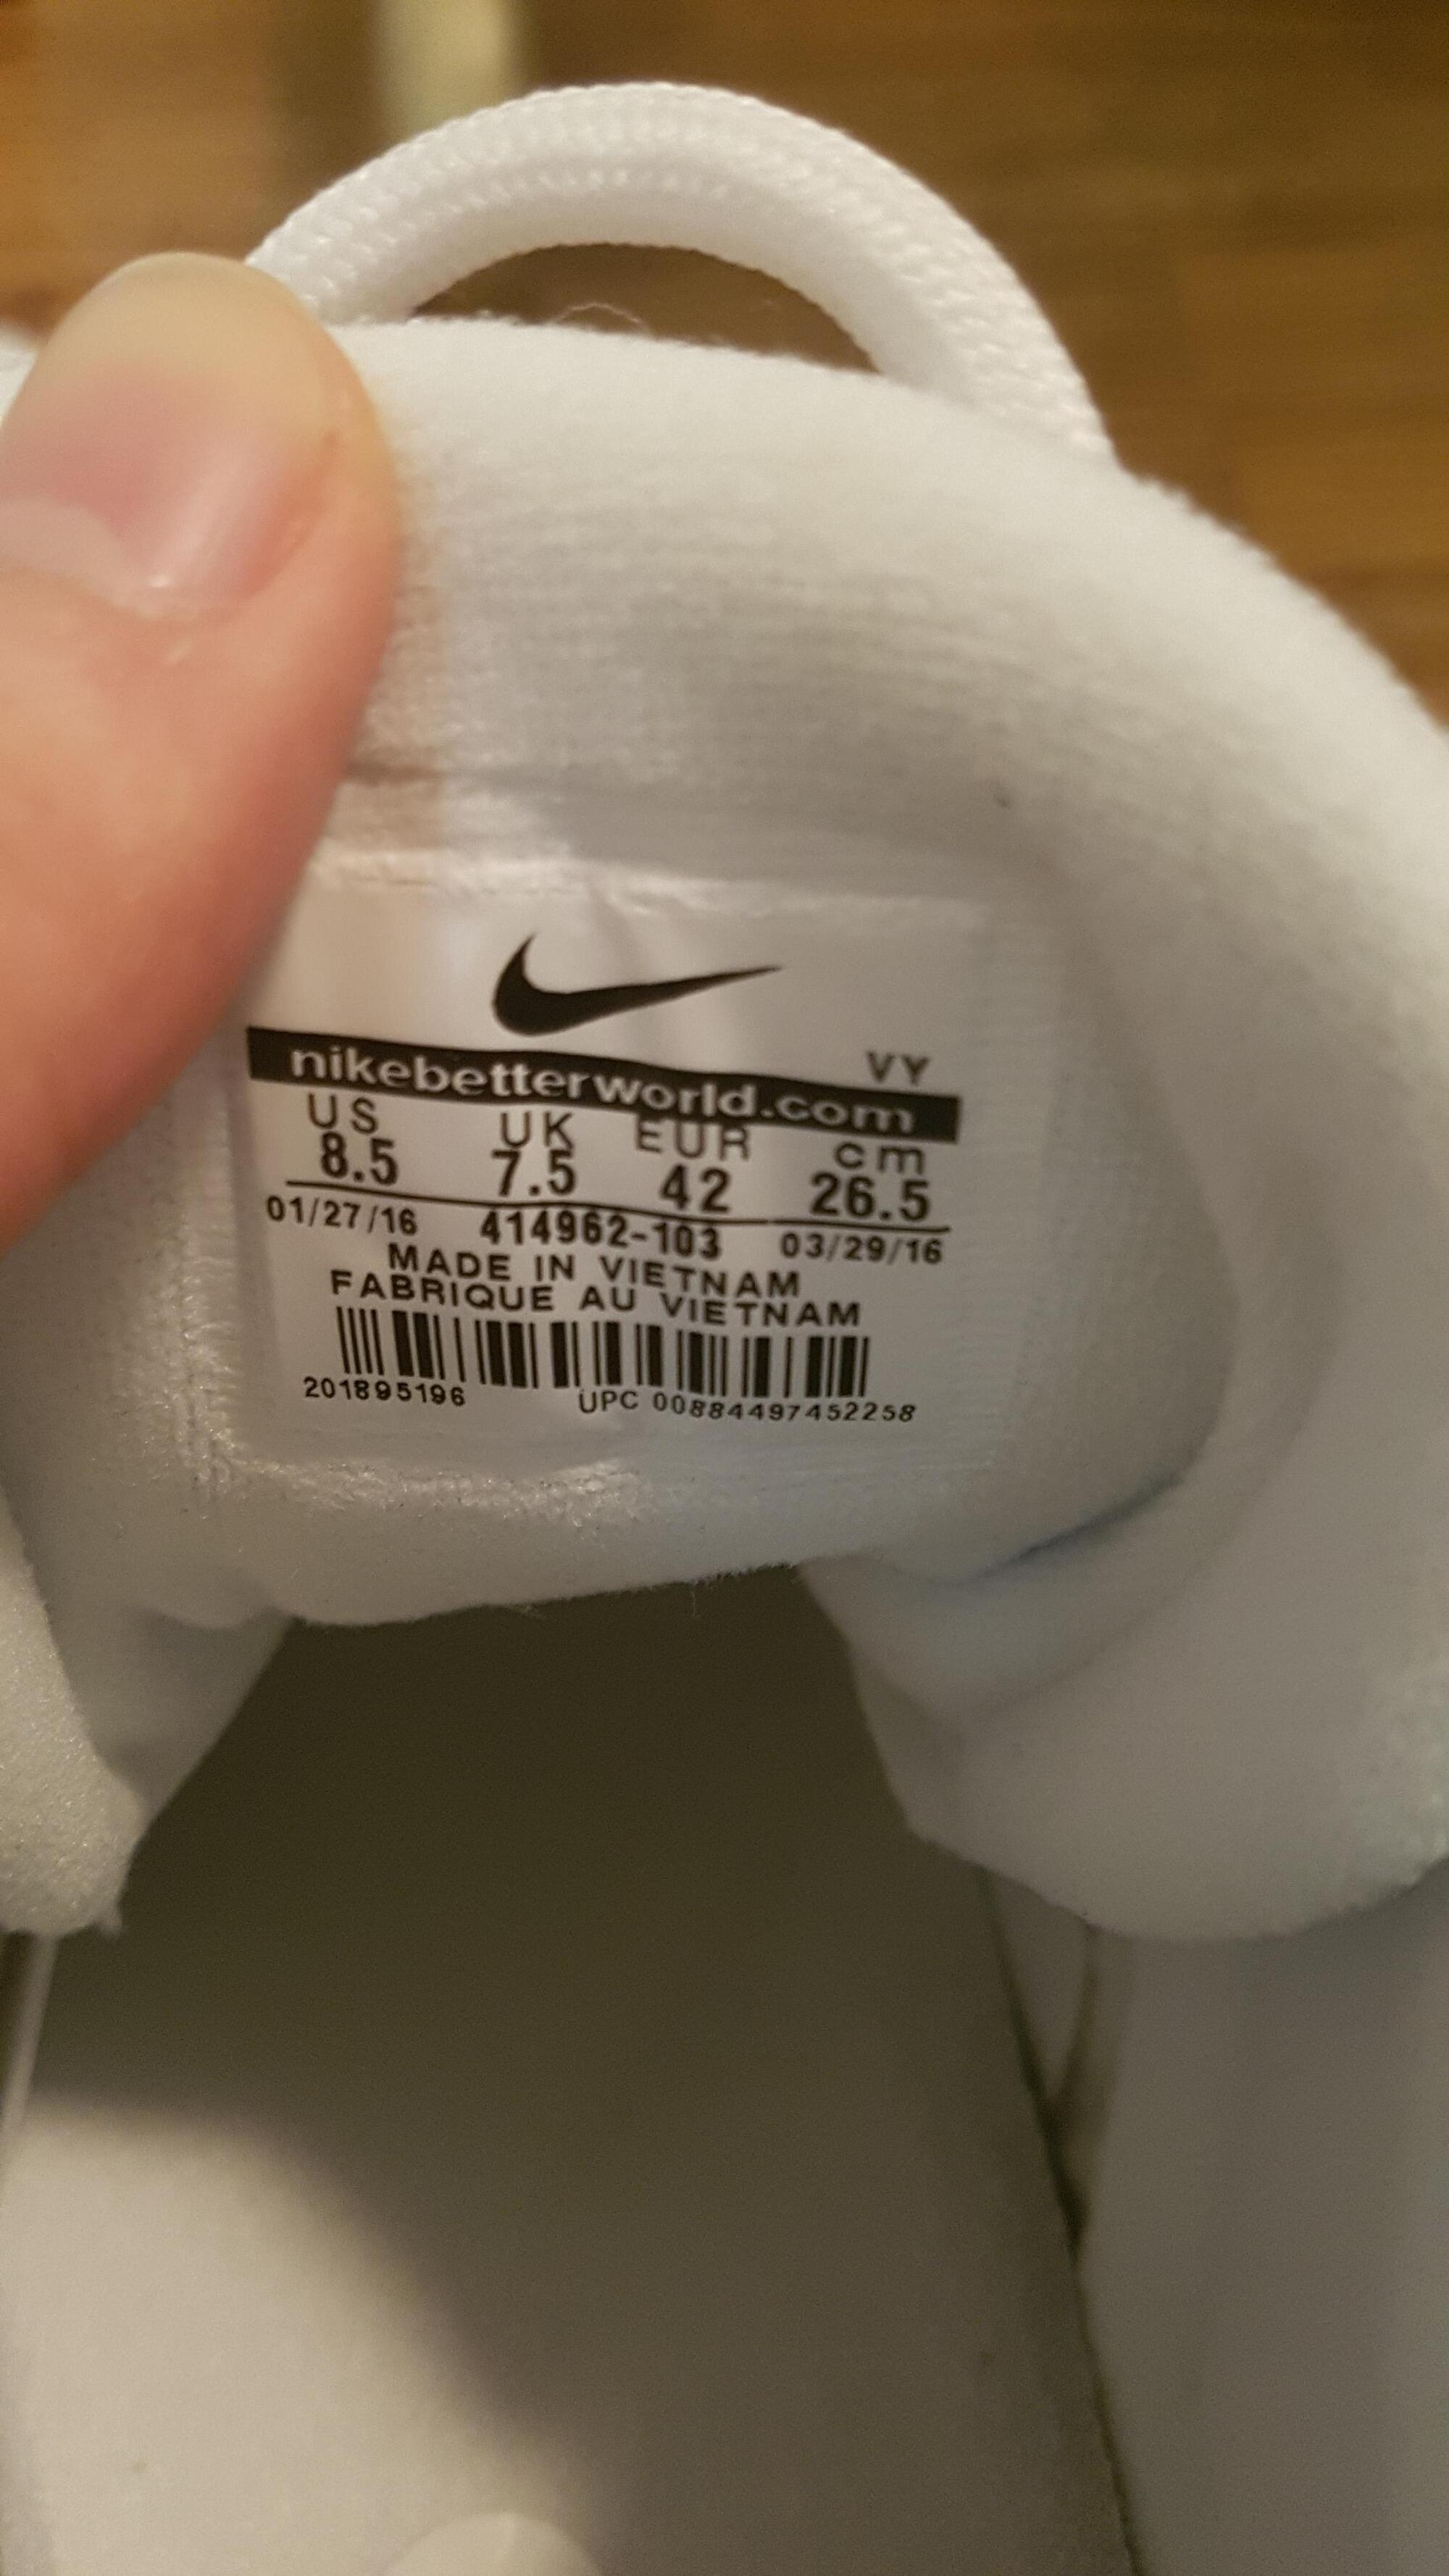 VY
nikebetterworld.com
US UK EUR cm
8.5 7.5 42 26.5
01/27/16 414962-103 03/29/16
MADE IN VIETNAM
FABRIQUE AU VIETNAM
201895196 UPC 00884497452258